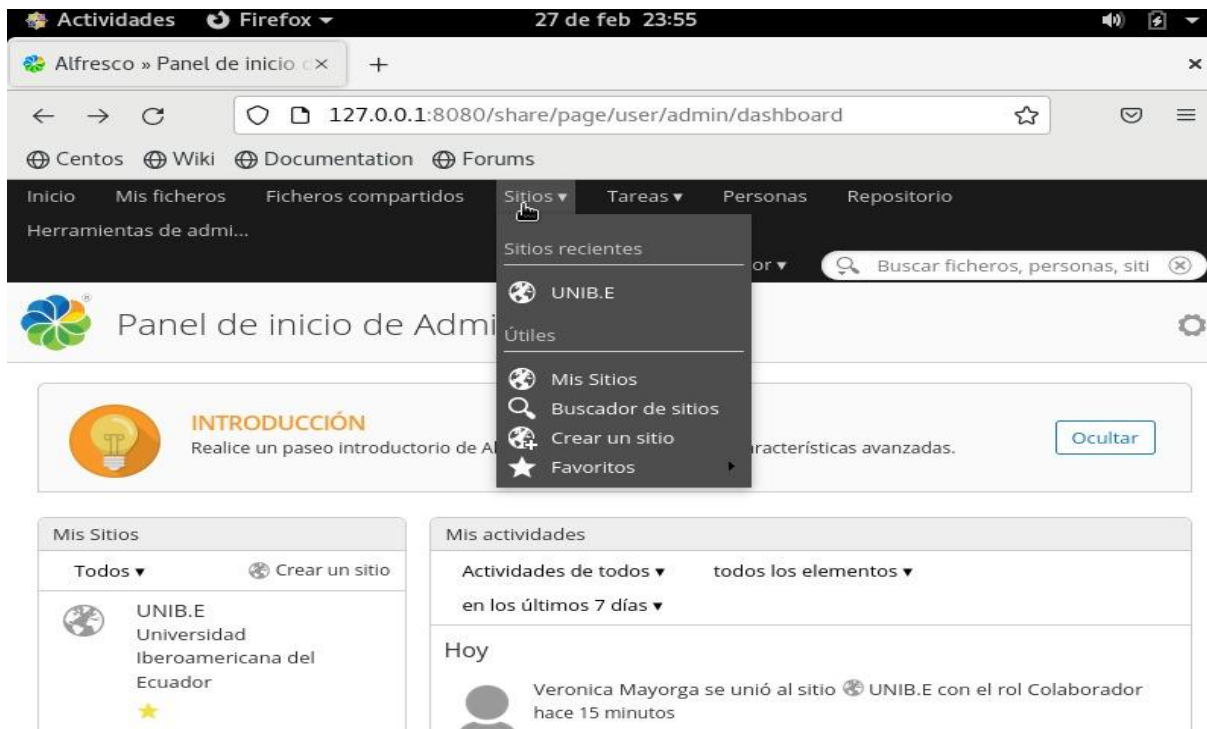 Actividades Firefox 27 de feb 23:55
Alfresco » Panel de inicio
127.0.0.1:8080/share/page/user/admin/dashboard
Centos Wiki Documentation Forums
Inicio Mis ficheros Ficheros compartidos Sitios Tareas Personas Repositorio
Herramientas de admi...
or Buscar ficheros, personas, siti
Sitios recientes
UNIB.E
Útiles
Mis Sitios
Buscador de sitios
Crear un sitio
Favoritos
Panel de inicio de Admi
INTRODUCCIÓN
Realice un paseo introductorio de Al racterísticas avanzadas.
Ocultar
Mis Sitios
Todos Crear un sitio
UNIB.E
Universidad
Iberoamericana del
Ecuador
Mis actividades
Actividades de todos todos los elementos
en los últimos 7 días
Hoy
Veronica Mayorga se unió al sitio UNIB.E con el rol Colaborador
hace 15 minutos